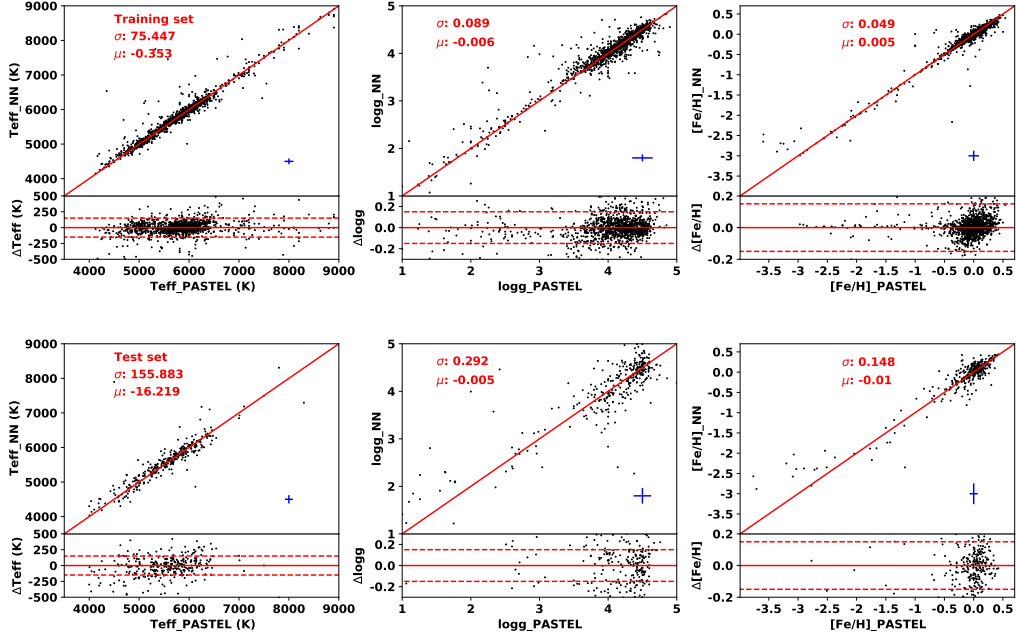 9000
8000
7000
6000
5000
4000
Teff_NN (K)
Training set
σ: 75.447
μ: -0.353
500
250
0
-250
-500
ΔTeff (K)
4000 5000 6000 7000 8000 9000
Teff_PASTEL (K)
5
4
3
2
1
logg_NN
σ: 0.089
μ: -0.006
0.2
0.0
-0.2
Δlogg
1 2 3 4 5
logg_PASTEL
0.5
0.0
-0.5
-1
-1.5
-2
-2.5
-3
-3.5
[Fe/H]_NN
σ: 0.049
μ: 0.005
0.2
0.0
-0.2
Δ[Fe/H]
-3.5 -3 -2.5 -2 -1.5 -1 -0.5 0.0 0.5
[Fe/H]_PASTEL
9000
8000
7000
6000
5000
4000
Teff_NN (K)
Test set
σ: 155.883
μ: -16.219
500
250
0
-250
-500
ΔTeff (K)
4000 5000 6000 7000 8000 9000
Teff_PASTEL (K)
5
4
3
2
1
logg_NN
σ: 0.292
μ: -0.005
0.2
0.0
-0.2
Δlogg
1 2 3 4 5
logg_PASTEL
0.5
0.0
-0.5
-1
-1.5
-2
-2.5
-3
-3.5
[Fe/H]_NN
σ: 0.148
μ: -0.01
0.2
0.0
-0.2
Δ[Fe/H]
-3.5 -3 -2.5 -2 -1.5 -1 -0.5 0.0 0.5
[Fe/H]_PASTEL